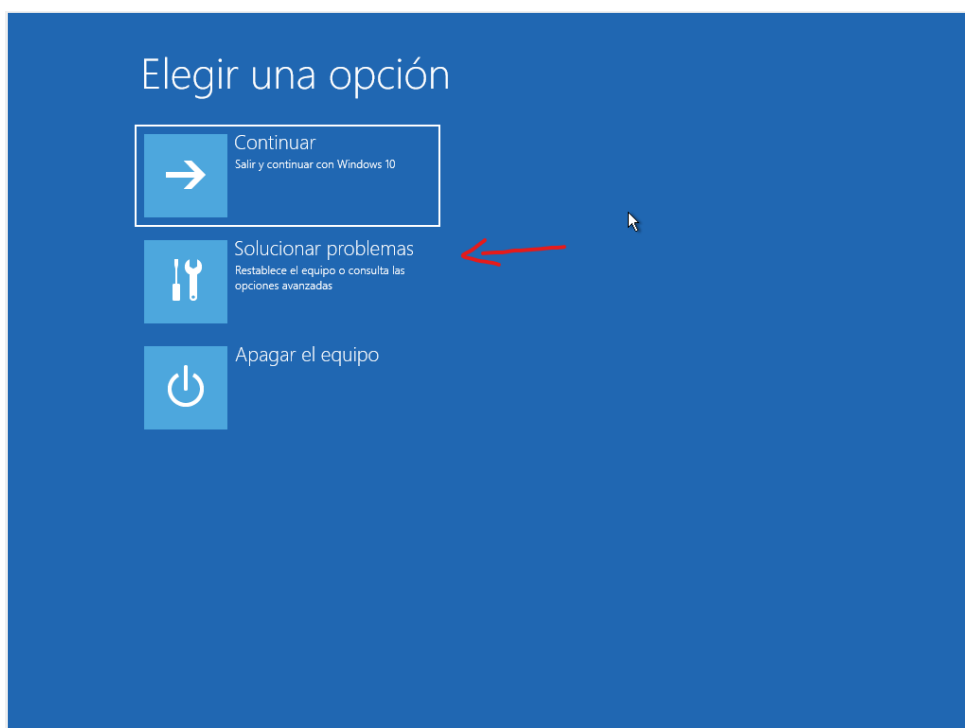 Elegir una opción
Continuar
Salir y continuar con Windows 10
Solucionar problemas
Restablece el equipo o consulta las
opciones avanzadas
Apagar el equipo